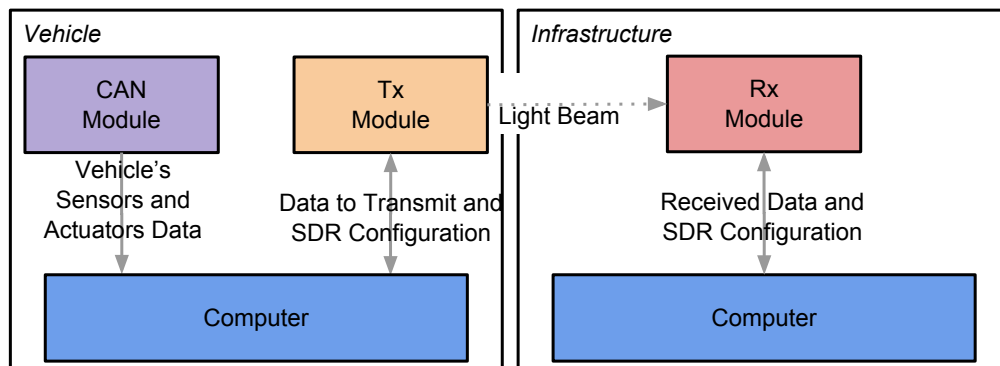 Vehicle
CAN
Module
Tx
Module
Vehicle's
Sensors and
Actuators Data
Data to Transmit and
SDR Configuration
Computer
Light Beam
Infrastructure
Rx
Module
Received Data and
SDR Configuration
Computer